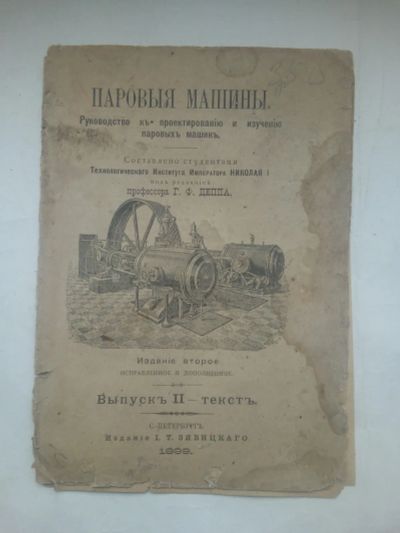 ПАРОВЫЯ МАШИНЫ.
Руководство къ проектированію и изученію
паровыхъ машинъ.
Составлено студентами
Технологическаго Института Императора НИКОЛАЯ I
подъ редакціей
профессора Г. Ф. ДЕППА.
Изданіе второе
исправленное и дополненное.
Выпускъ II — текстъ.
С.-ПЕТЕРБУРГЪ.
Изданіе І. Т. ЗИВИЦКАГО.
1899.